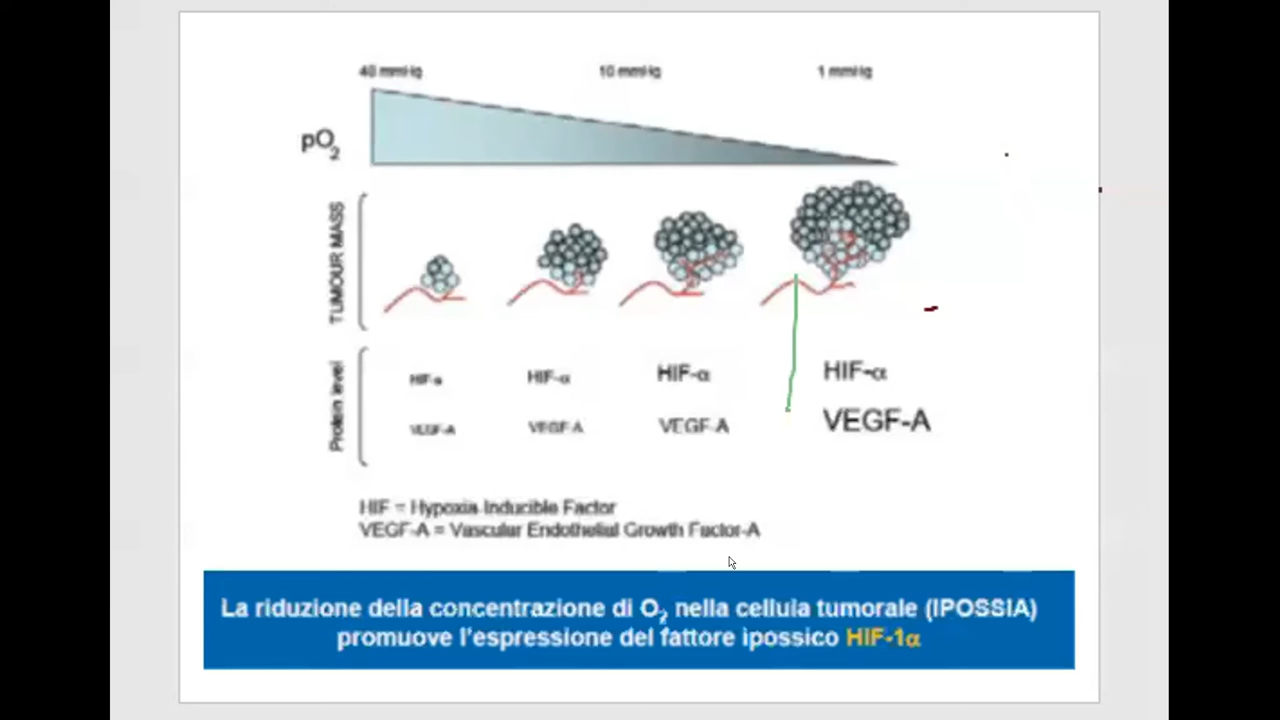 40 mmHg 10 mmHg 1 mmHg
pO2
TUMOUR MASS
Protein level
HIF-α HIF-α HIF-α HIF-α
VEGF-A VEGF-A VEGF-A VEGF-A
HIF = Hypoxia-Inducible Factor
VEGF-A = Vascular Endothelial Growth Factor-A
La riduzione della concentrazione di O2 nella cellula tumorale (IPOSSIA)
promuove l'espressione del fattore ipossico HIF-1α